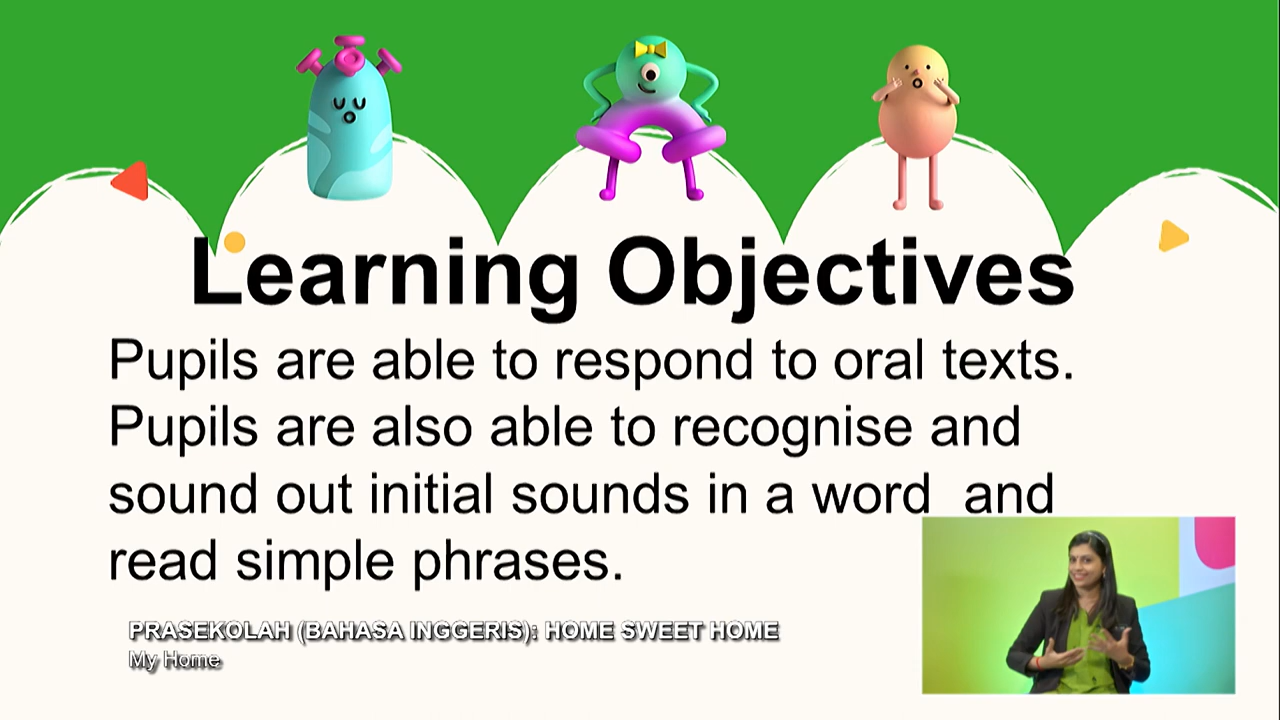 Learning Objectives
Pupils are able to respond to oral texts.
Pupils are also able to recognise and
sound out initial sounds in a word and
read simple phrases.
PRASEKOLAH (BAHASA INGGERIS): HOME SWEET HOME
My Home